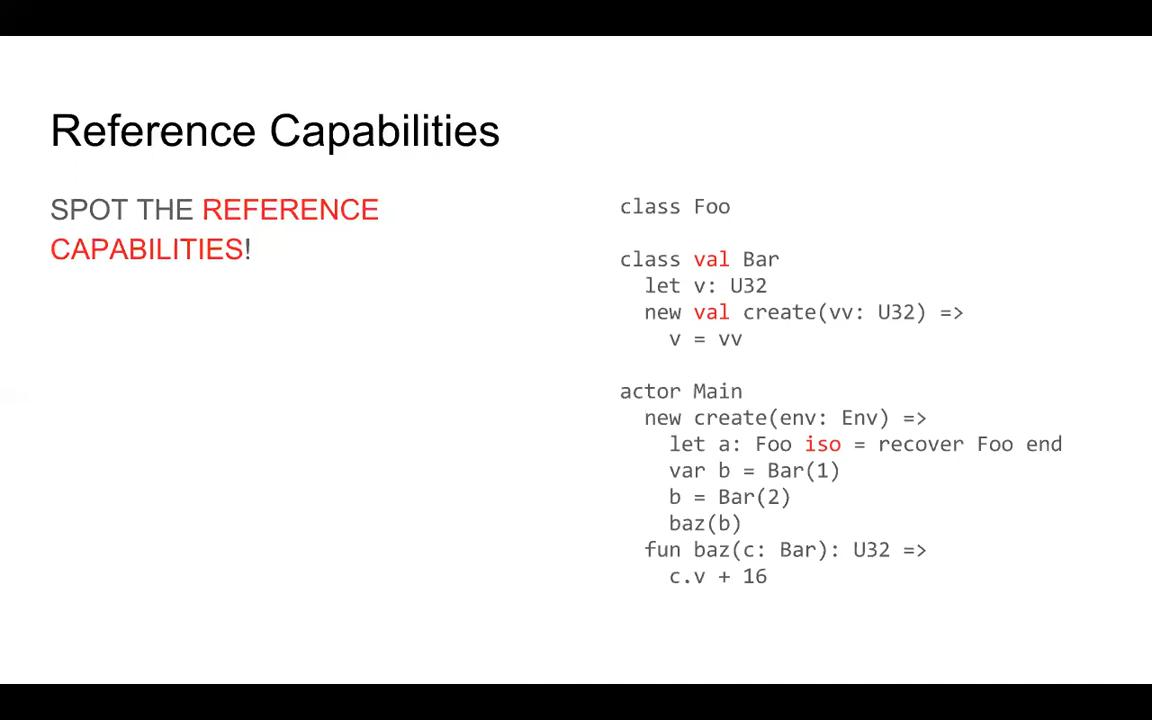 Reference Capabilities
SPOT THE REFERENCE
CAPABILITIES!
class Foo
class val Bar
  let v: U32
  new val create(vv: U32) =>
    v = vv
actor Main
  new create(env: Env) =>
    let a: Foo iso = recover Foo end
    var b = Bar(1)
    b = Bar(2)
    baz(b)
  fun baz(c: Bar): U32 =>
    c.v + 16